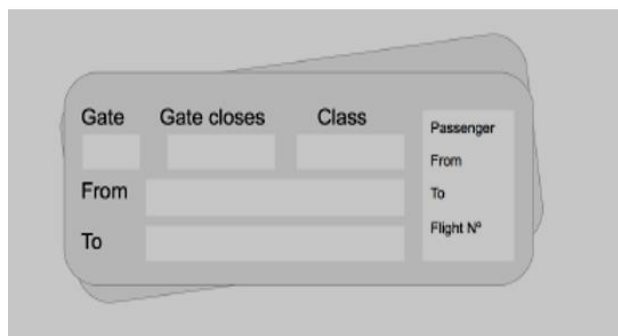 Gate Gate closes Class
From
To
Passenger
From
To
Flight Nº